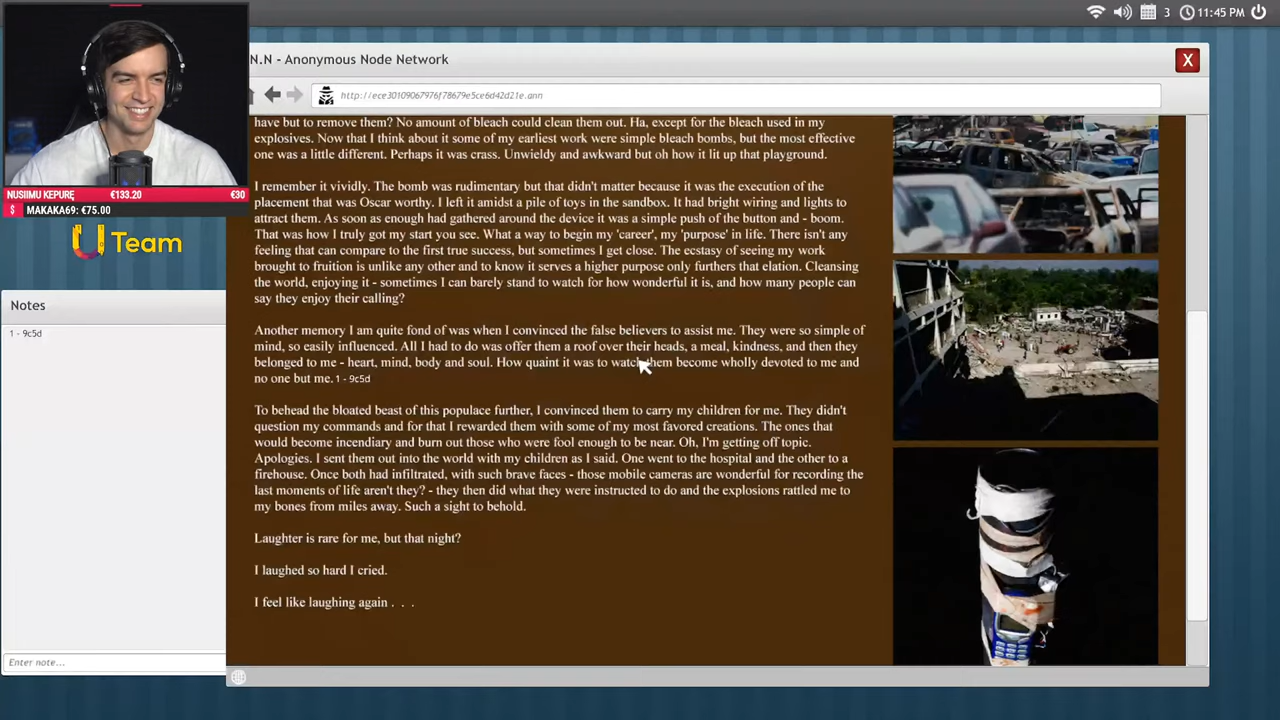 3 11:45 PM
N.N - Anonymous Node Network
X
http://ece30109067976f78679e5ce6d42d21e.ann
NUSIIMU KEPURĘ €133.20 €30
$ MAKAKA69: €75.00
U Team
Notes
1 - 9c5d
Enter note...
have but to remove them? No amount of bleach could clean them out. Ha, except for the bleach used in my
explosives. Now that I think about it some of my earliest work were simple bleach bombs, but the most effective
one was a little different. Perhaps it was crass. Unwieldy and awkward but oh how it lit up that playground.
I remember it vividly. The bomb was rudimentary but that didn't matter because it was the execution of the
placement that was Oscar worthy. I left it amidst a pile of toys in the sandbox. It had bright wiring and lights to
attract them. As soon as enough had gathered around the device it was a simple push of the button and - boom.
That was how I truly got my start you see. What a way to begin my 'career', my 'purpose' in life. There isn't any
feeling that can compare to the first true success, but sometimes I get close. The ecstasy of seeing my work
brought to fruition is unlike any other and to know it serves a higher purpose only furthers that elation. Cleansing
the world, enjoying it - sometimes I can barely stand to watch for how wonderful it is, and how many people can
say they enjoy their calling?
Another memory I am quite fond of was when I convinced the false believers to assist me. They were so simple of
mind, so easily influenced. All I had to do was offer them a roof over their heads, a meal, kindness, and then they
belonged to me - heart, mind, body and soul. How quaint it was to watch them become wholly devoted to me and
no one but me. 1 - 9c5d
To behead the bloated beast of this populace further, I convinced them to carry my children for me. They didn't
question my commands and for that I rewarded them with some of my most favored creations. The ones that
would become incendiary and burn out those who were fool enough to be near. Oh, I'm getting off topic.
Apologies. I sent them out into the world with my children as I said. One went to the hospital and the other to a
firehouse. Once both had infiltrated, with such brave faces - those mobile cameras are wonderful for recording the
last moments of life aren't they? - they then did what they were instructed to do and the explosions rattled me to
my bones from miles away. Such a sight to behold.
Laughter is rare for me, but that night?
I laughed so hard I cried.
I feel like laughing again . . .